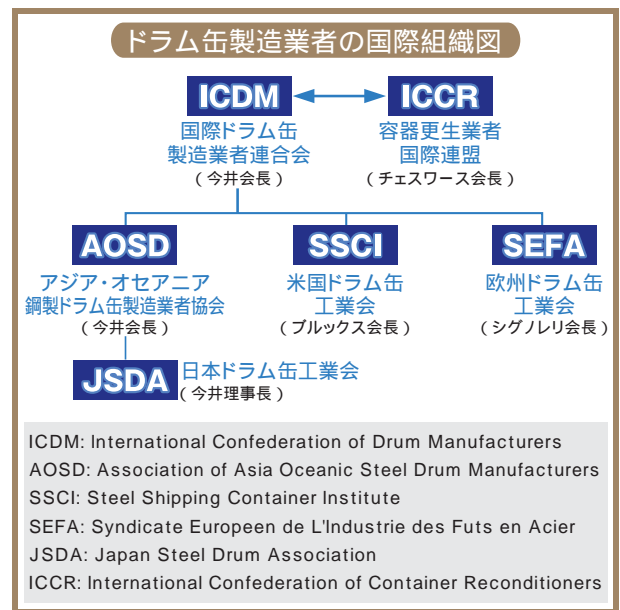 ドラム缶製造業者の国際組織図
ICDM
国際ドラム缶
製造業者連合会
(今井会長)
ICCR
容器更生業者
国際連盟
(チェスワース会長)
AOSD
アジア・オセアニア
鋼製ドラム缶製造業者協会
(今井会長)
SSCI
米国ドラム缶
工業会
(ブルックス会長)
SEFA
欧州ドラム缶
工業会
(シグノレリ会長)
JSDA
日本ドラム缶工業会
(今井理事長)
ICDM: International Confederation of Drum Manufacturers
AOSD: Association of Asia Oceanic Steel Drum Manufacturers
SSCI: Steel Shipping Container Institute
SEFA: Syndicate Europeen de L'Industrie des Futs en Acier
JSDA: Japan Steel Drum Association
ICCR: International Confederation of Container Reconditioners